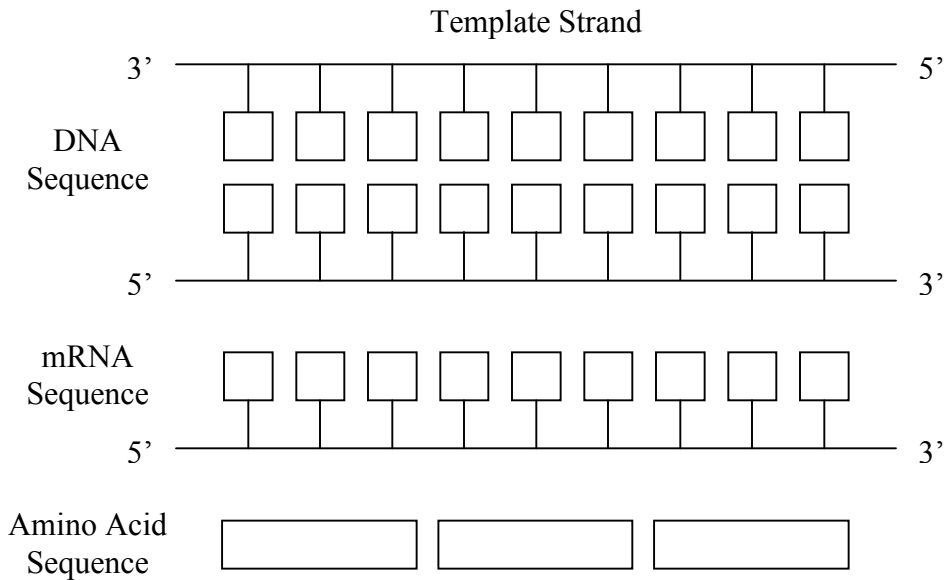 Template Strand
3’ 5’
DNA
Sequence
5’ 3’
mRNA
Sequence
5’ 3’
Amino Acid
Sequence